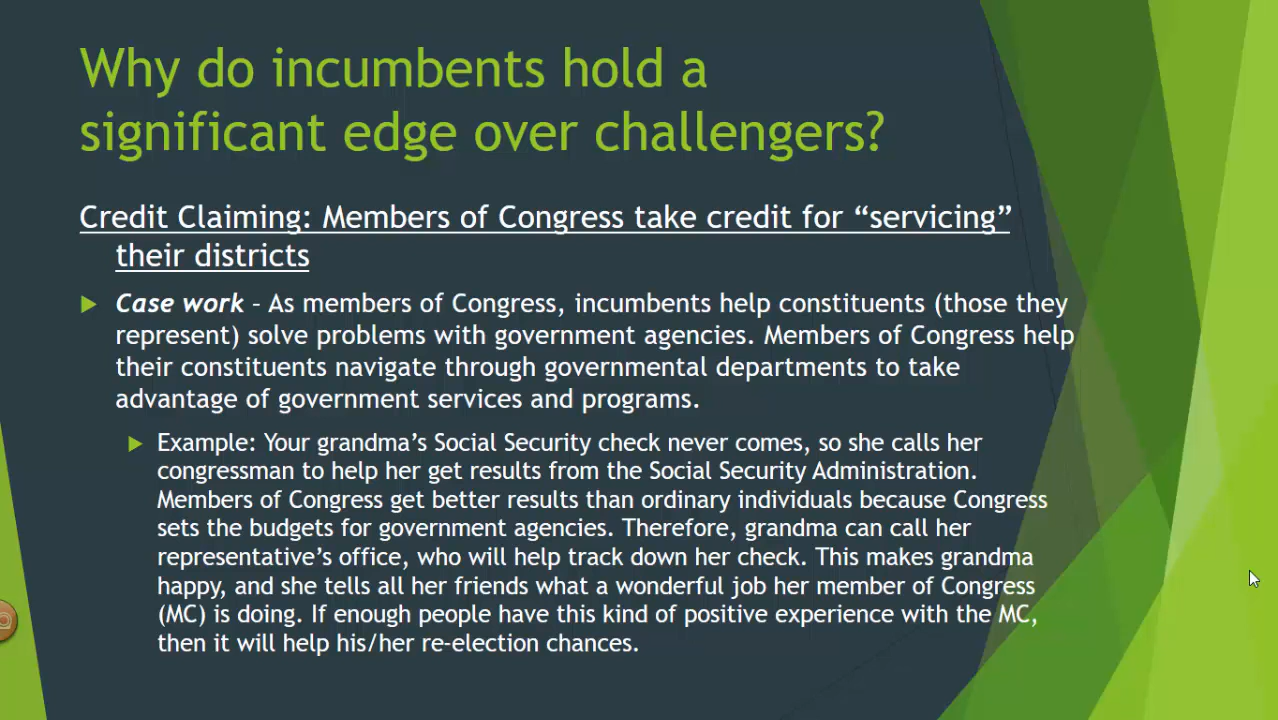 Why do incumbents hold a
significant edge over challengers?
Credit Claiming: Members of Congress take credit for “servicing”
their districts
Case work – As members of Congress, incumbents help constituents (those they
represent) solve problems with government agencies. Members of Congress help
their constituents navigate through governmental departments to take
advantage of government services and programs.
Example: Your grandma’s Social Security check never comes, so she calls her
congressman to help her get results from the Social Security Administration.
Members of Congress get better results than ordinary individuals because Congress
sets the budgets for government agencies. Therefore, grandma can call her
representative’s office, who will help track down her check. This makes grandma
happy, and she tells all her friends what a wonderful job her member of Congress
(MC) is doing. If enough people have this kind of positive experience with the MC,
then it will help his/her re-election chances.